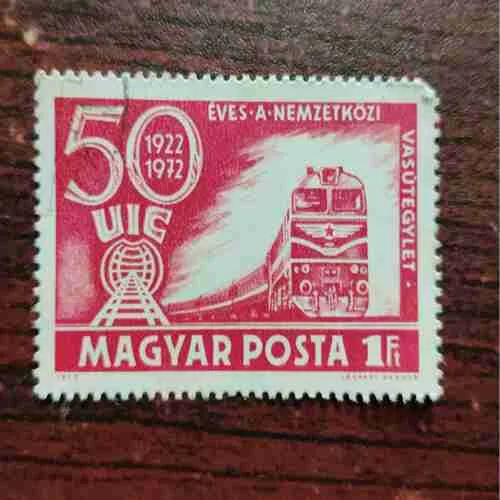 50
1922
1972
ÉVES·A·NEMZETKÖZI
VASÚTEGYLET·
UIC
MAGYAR POSTA 1Ft